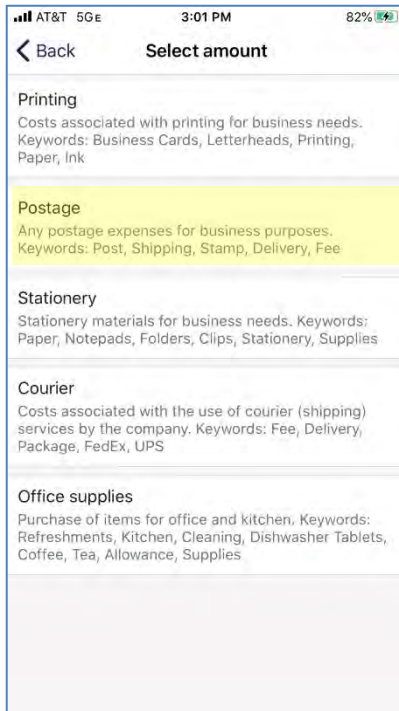 AT&T 5GE 3:01 PM 82%
Back Select amount
Printing
Costs associated with printing for business needs.
Keywords: Business Cards, Letterheads, Printing,
Paper, Ink
Postage
Any postage expenses for business purposes.
Keywords: Post, Shipping, Stamp, Delivery, Fee
Stationery
Stationery materials for business needs. Keywords:
Paper, Notepads, Folders, Clips, Stationery, Supplies
Courier
Costs associated with the use of courier (shipping)
services by the company. Keywords: Fee, Delivery,
Package, FedEx, UPS
Office supplies
Purchase of items for office and kitchen. Keywords:
Refreshments, Kitchen, Cleaning, Dishwasher Tablets,
Coffee, Tea, Allowance, Supplies